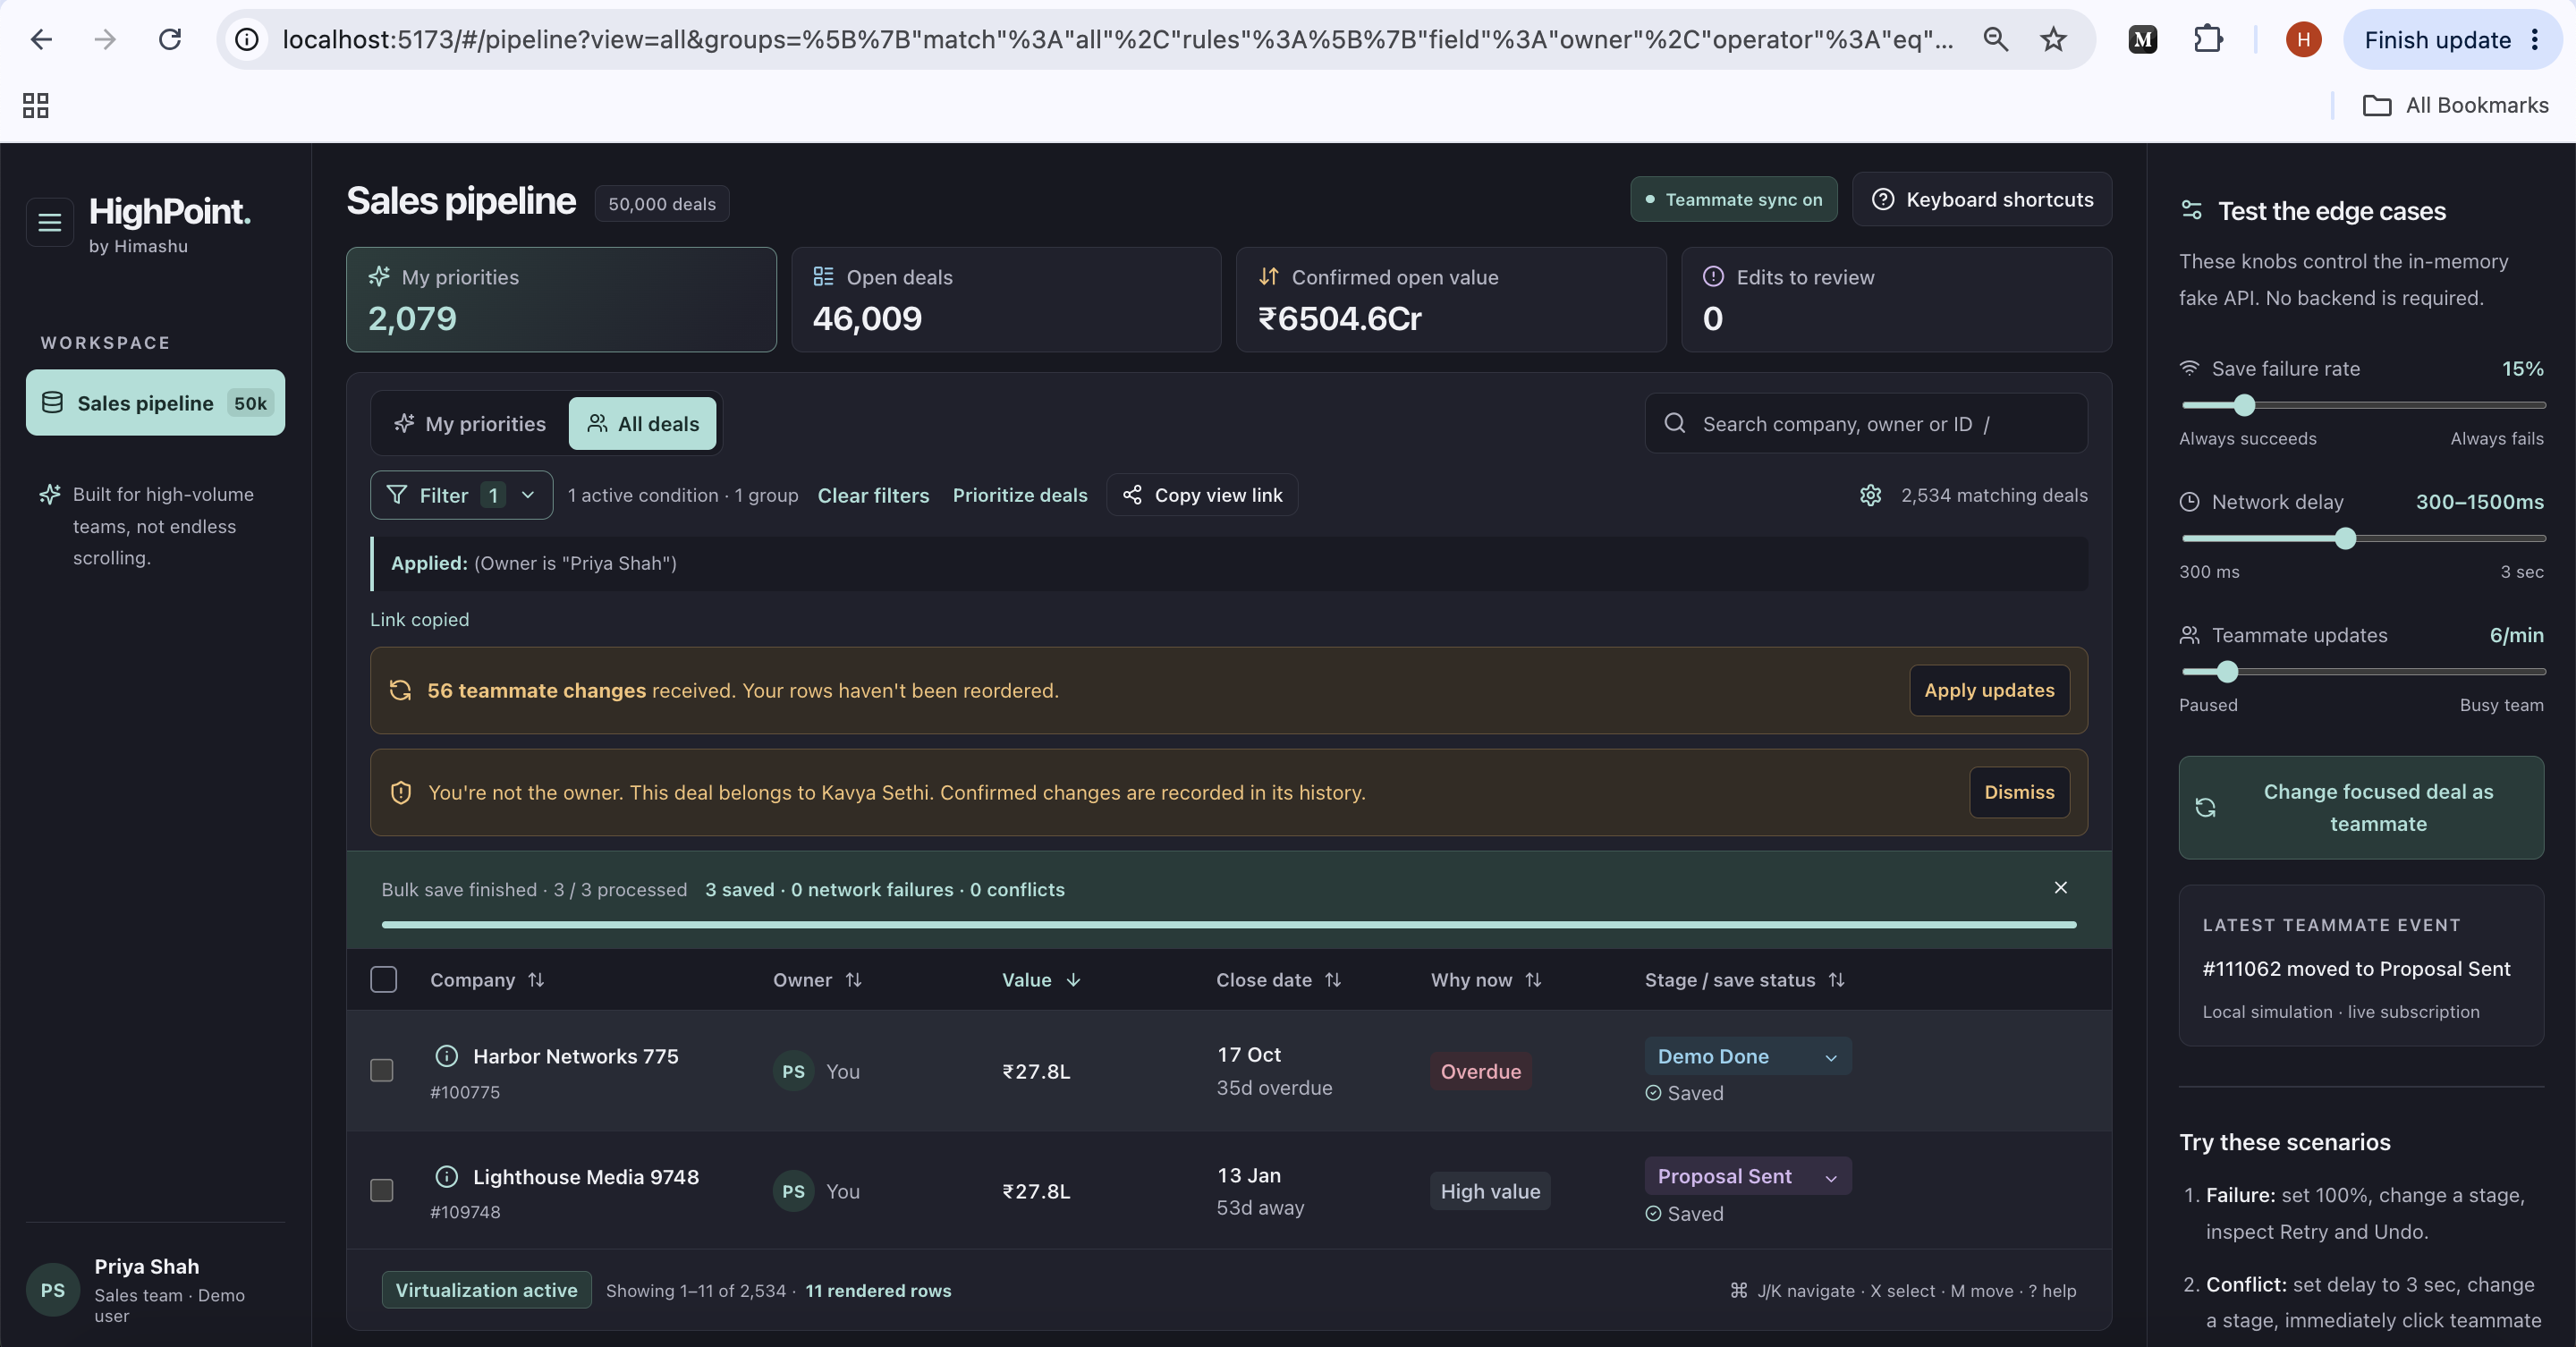 localhost:5173/#/pipeline?view=all&groups=%5B%7B"match"%3A"all"%2C"rules"%3A%5B%7B"field"%3A"owner"%2C"operator"%3A"eq"...
M
H
Finish update
All Bookmarks
HighPoint.
by Himashu
WORKSPACE
Sales pipeline 50k
Built for high-volume
teams, not endless
scrolling.
PS
Priya Shah
Sales team · Demo
user
Sales pipeline 50,000 deals
Teammate sync on
Keyboard shortcuts
My priorities
2,079
Open deals
46,009
Confirmed open value
₹6504.6Cr
Edits to review
0
My priorities
All deals
Search company, owner or ID /
Filter 1
1 active condition · 1 group
Clear filters
Prioritize deals
Copy view link
2,534 matching deals
Applied: (Owner is "Priya Shah")
Link copied
56 teammate changes received. Your rows haven't been reordered.
Apply updates
You're not the owner. This deal belongs to Kavya Sethi. Confirmed changes are recorded in its history.
Dismiss
Bulk save finished · 3 / 3 processed 3 saved · 0 network failures · 0 conflicts
Company Owner Value Close date Why now Stage / save status
Harbor Networks 775
#100775
PS You
₹27.8L
17 Oct
35d overdue
Overdue
Demo Done
Saved
Lighthouse Media 9748
#109748
PS You
₹27.8L
13 Jan
53d away
High value
Proposal Sent
Saved
Virtualization active
Showing 1–11 of 2,534 · 11 rendered rows
⌘ J/K navigate · X select · M move · ? help
Test the edge cases
These knobs control the in-memory
fake API. No backend is required.
Save failure rate 15%
Always succeeds Always fails
Network delay 300–1500ms
300 ms 3 sec
Teammate updates 6/min
Paused Busy team
Change focused deal as
teammate
LATEST TEAMMATE EVENT
#111062 moved to Proposal Sent
Local simulation · live subscription
Try these scenarios
1. Failure: set 100%, change a stage,
inspect Retry and Undo.
2. Conflict: set delay to 3 sec, change
a stage, immediately click teammate